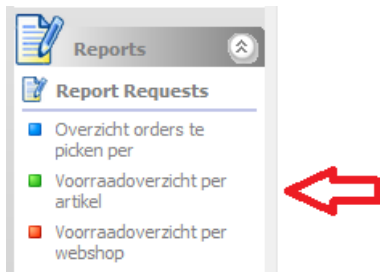 Reports
Report Requests
Overzicht orders te
picken per
Voorraadoverzicht per
artikel
Voorraadoverzicht per
webshop